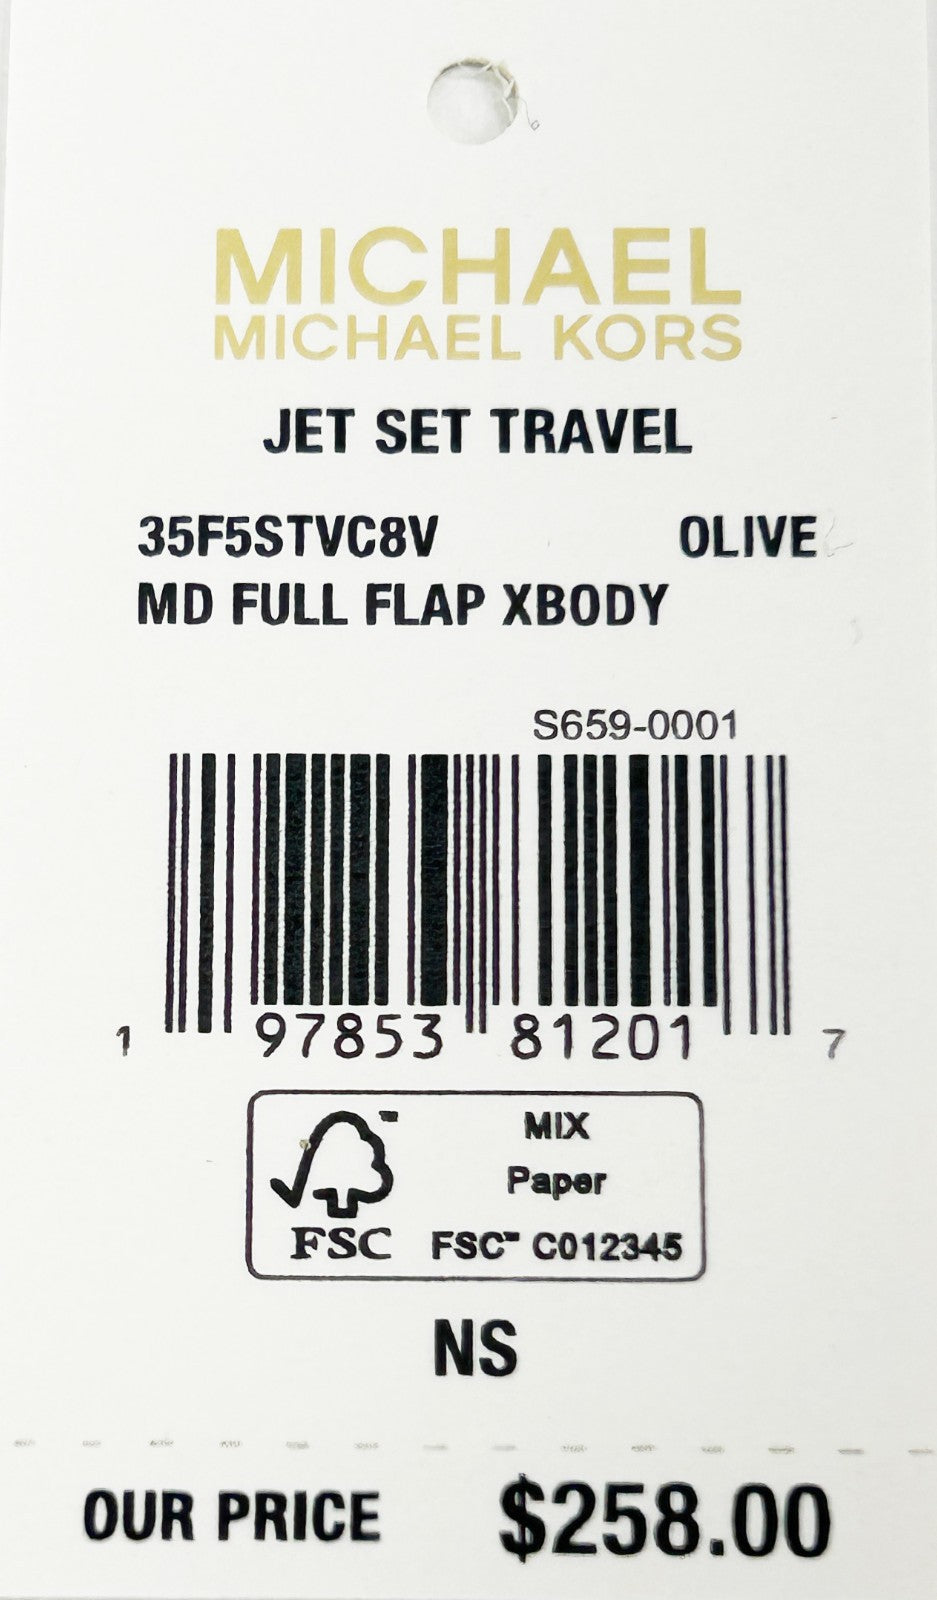 MICHAEL
MICHAEL KORS
JET SET TRAVEL
35F5STVC8V OLIVE
MD FULL FLAP XBODY
S659-0001
1 97853 81201 7
FSC™ MIX
Paper
FSC™ C012345
NS
OUR PRICE $258.00